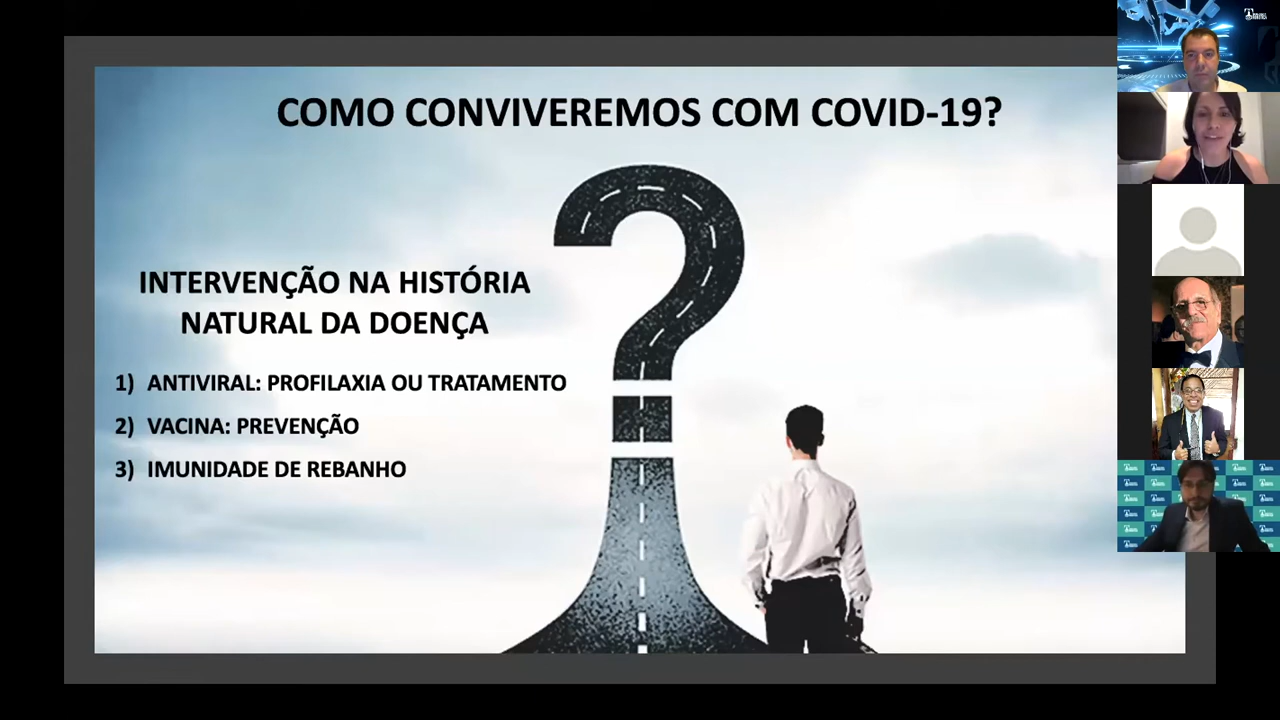 COMO CONVIVEREMOS COM COVID-19?
INTERVENÇÃO NA HISTÓRIA
NATURAL DA DOENÇA
1) ANTIVIRAL: PROFILAXIA OU TRATAMENTO
2) VACINA: PREVENÇÃO
3) IMUNIDADE DE REBANHO